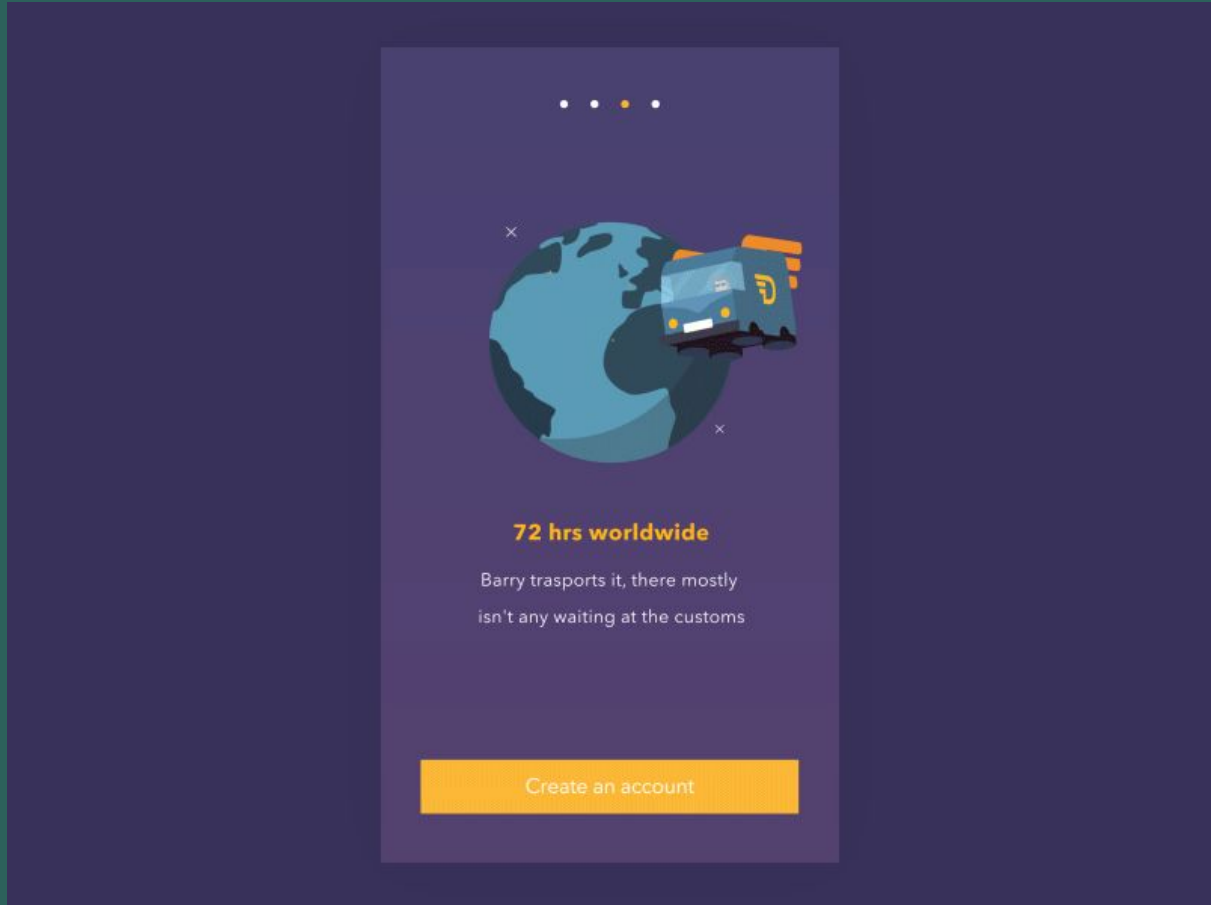 72 hrs worldwide
Barry trasports it, there mostly
isn't any waiting at the customs
Create an account